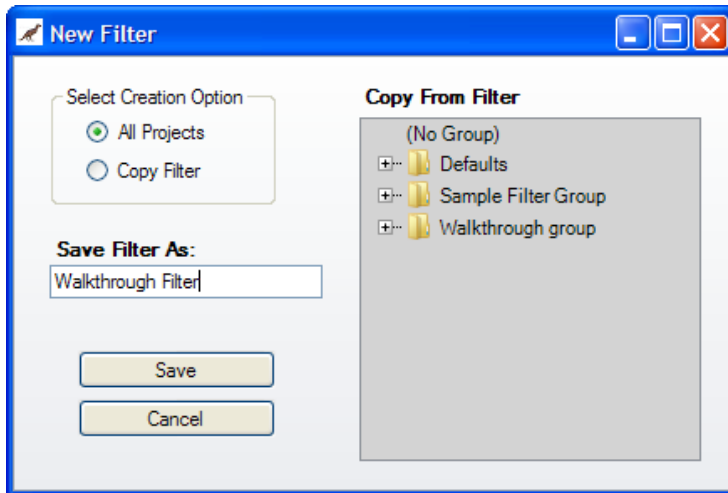 New Filter
Select Creation Option
All Projects
Copy Filter
Save Filter As:
Walkthrough Filter
Save
Cancel
Copy From Filter
(No Group)
Defaults
Sample Filter Group
Walkthrough group